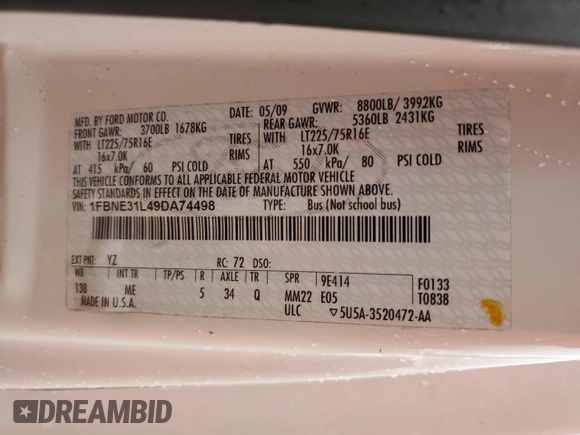 MFD. BY FORD MOTOR CO.
DATE: 05/09 GVWR: 8800LB/ 3992KG
FRONT GAWR: 3700LB 1678KG
REAR GAWR: 5360LB 2431KG
WITH LT225/75R16E TIRES
WITH LT225/75R16E TIRES
16x7.0K RIMS
16x7.0K RIMS
AT 415 kPa/ 60 PSI COLD
AT 550 kPa/ 80 PSI COLD
THIS VEHICLE CONFORMS TO ALL APPLICABLE FEDERAL MOTOR VEHICLE
SAFETY STANDARDS IN EFFECT ON THE DATE OF MANUFACTURE SHOWN ABOVE.
VIN: 1FBNE31L49DA74498 TYPE: Bus (Not school bus)
EXT PNT: YZ RC: 72 DSO:
WB INT TR TP/PS R AXLE TR SPR 9E414 F0133
138 ME 5 34 Q MM22 E05 T0838
MADE IN U.S.A. ULC ▽5U5A-3520472-AA
DREAMBID